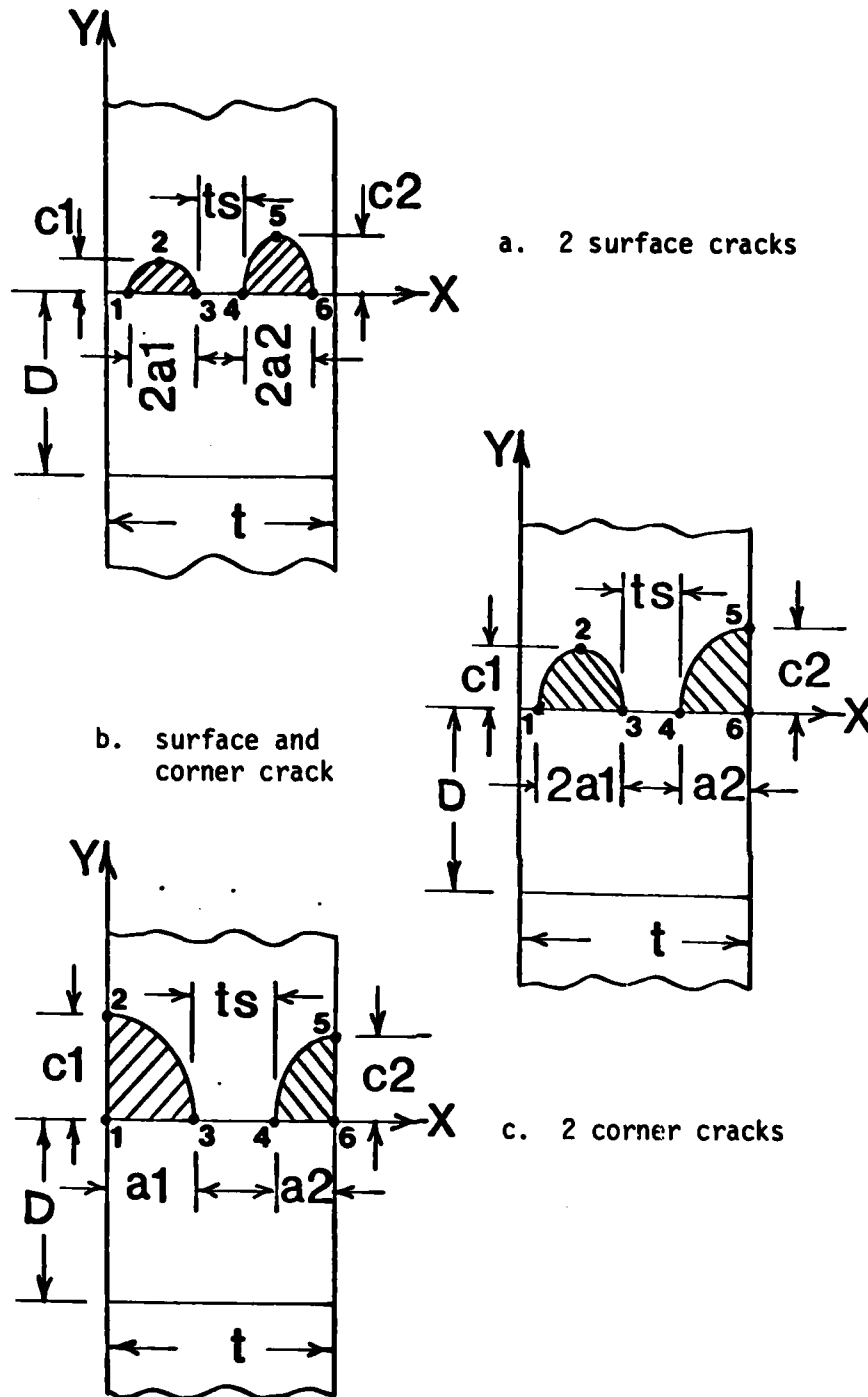 Y
ts
c2
c1
5
2
a. 2 surface cracks
X
1 3 4 6
D
2a1
2a2
t
Y
ts
5
2
c1
c2
X
1 3 4 6
b. surface and
corner crack
D
2a1
a2
t
Y
ts
2
5
c1
c2
X
1 3 4 6
c. 2 corner cracks
D
a1
a2
t